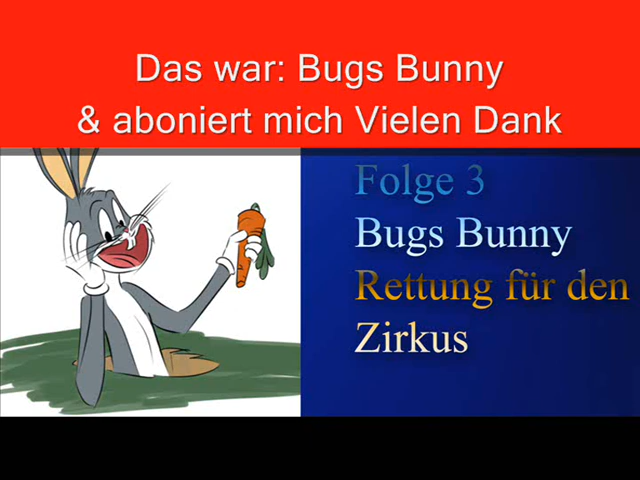 Das war: Bugs Bunny
& aboniert mich Vielen Dank
Folge 3
Bugs Bunny
Rettung für den
Zirkus